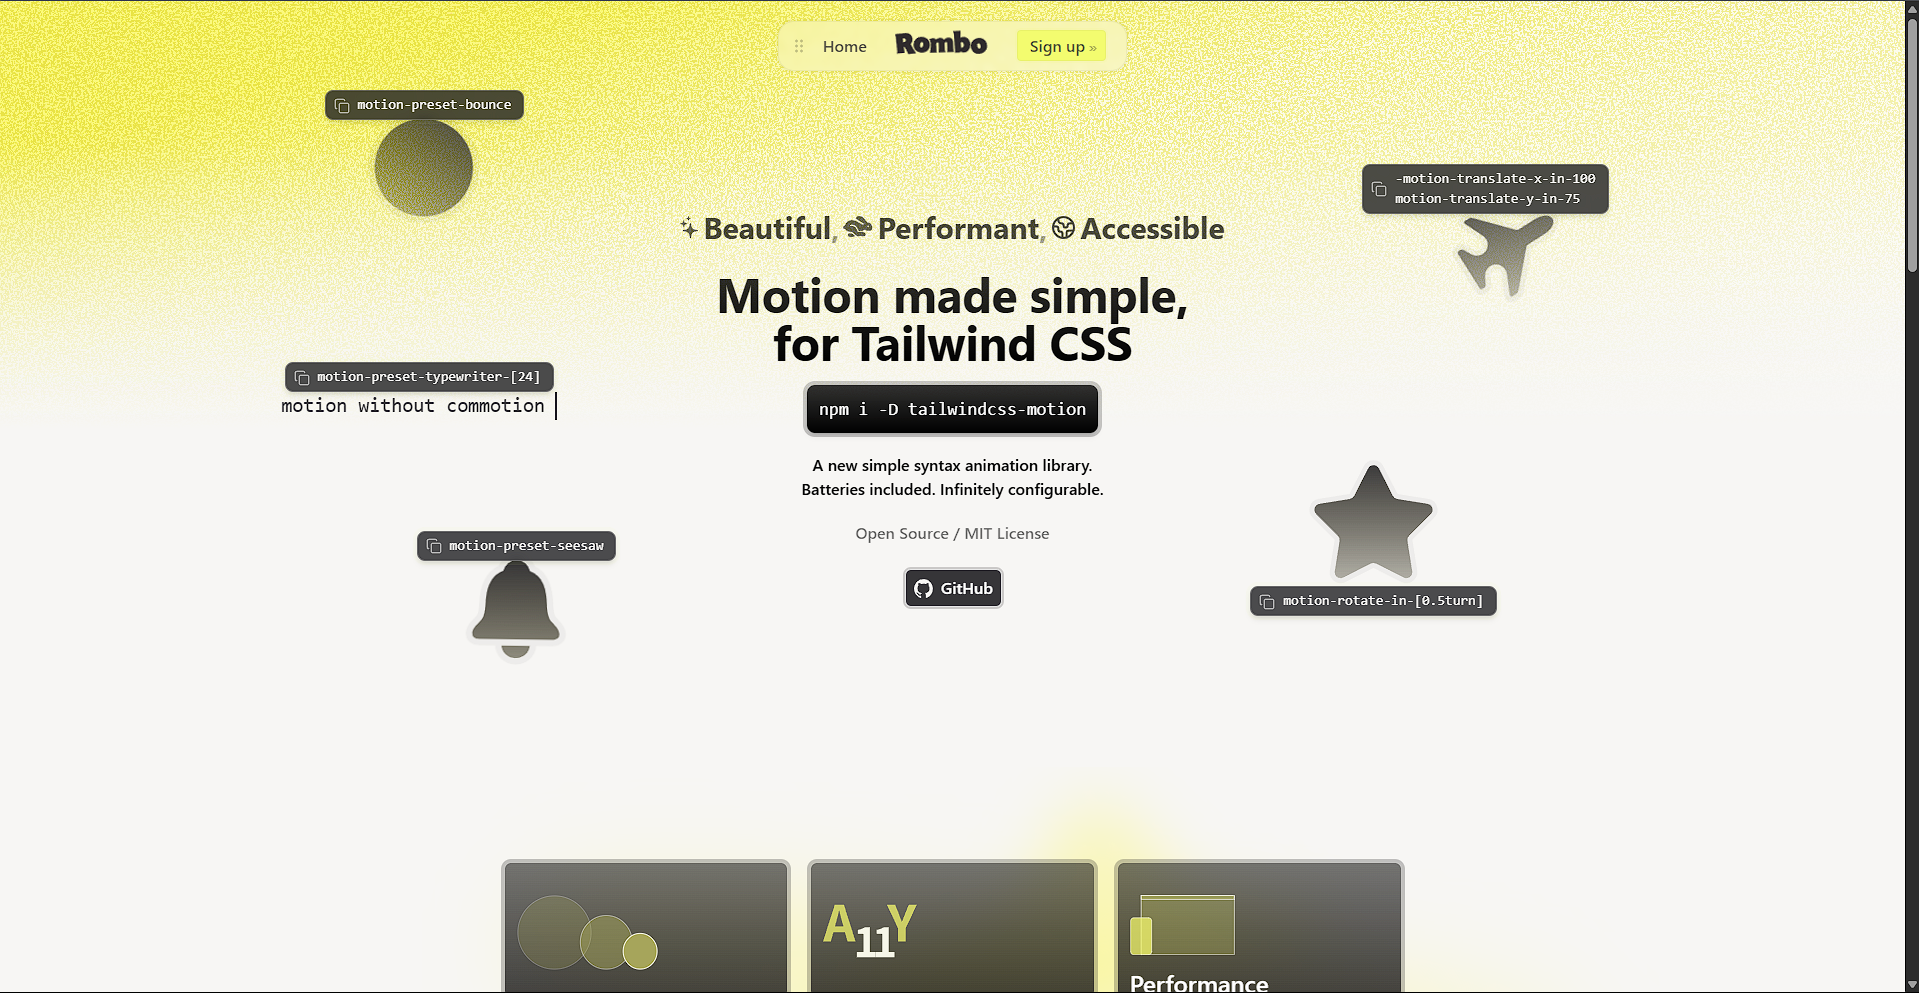 Home
Rombo
Sign up »
motion-preset-bounce
-motion-translate-x-in-100
motion-translate-y-in-75
Beautiful, Performant, Accessible
Motion made simple,
for Tailwind CSS
motion-preset-typewriter-[24]
motion without commotion
npm i -D tailwindcss-motion
A new simple syntax animation library.
Batteries included. Infinitely configurable.
Open Source / MIT License
motion-preset-seesaw
GitHub
motion-rotate-in-[0.5turn]
A11Y
Performance